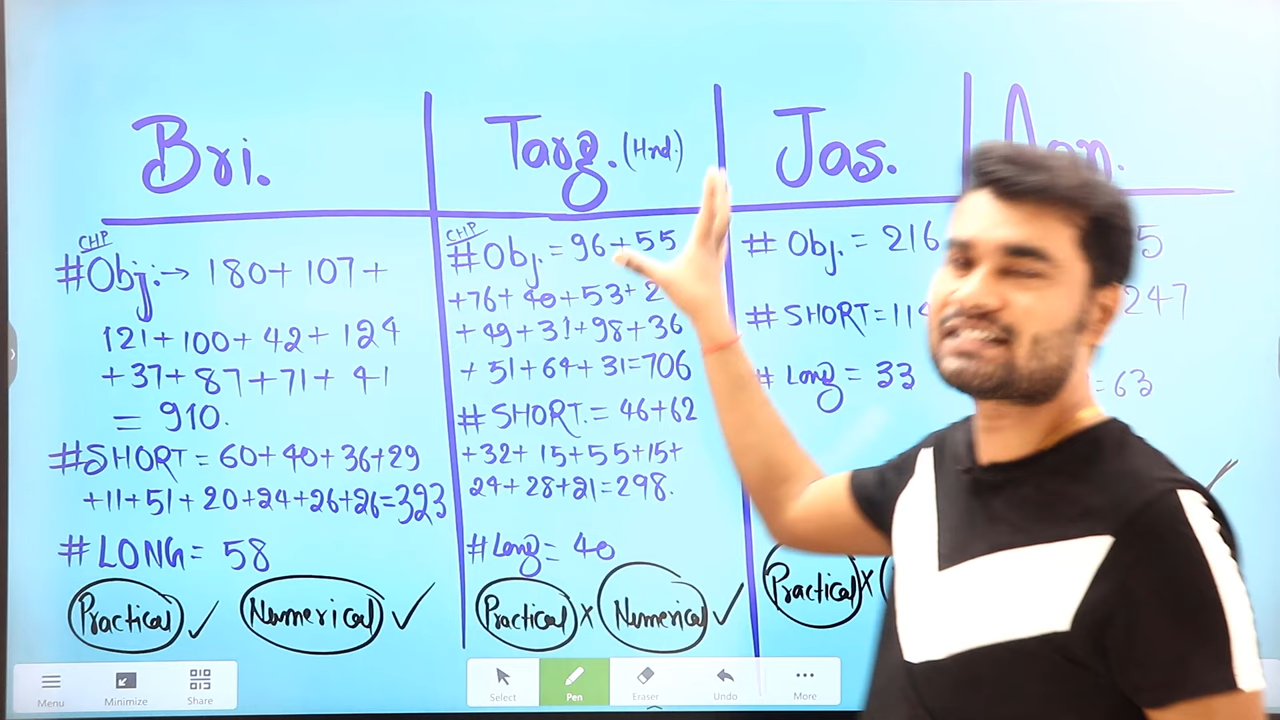 Bri.
CHP
#Obj:→ 180+ 107+
121+100+ 42+ 124
+37+ 87+71+ 41
= 910.
#SHORT = 60+ 40+ 36+29
+11+51+ 20+24+26+26=323
#LONG= 58
Practical ✓ Numerical ✓
Targ. (Hnd.)
CHP
#Obj. = 96+55
+76+40+53+2
+49+31+98+36
+51+64+31=706
#SHORT.= 46+62
+32+ 15+55+15+
24+28+21=298.
#Long= 40
Practical X Numerical ✓
Jas.
# Obj. = 216
# SHORT=114
# Long = 33
Practical X
5
247
=63
Menu
Minimize
Share
Select
Pen
Eraser
Undo
More